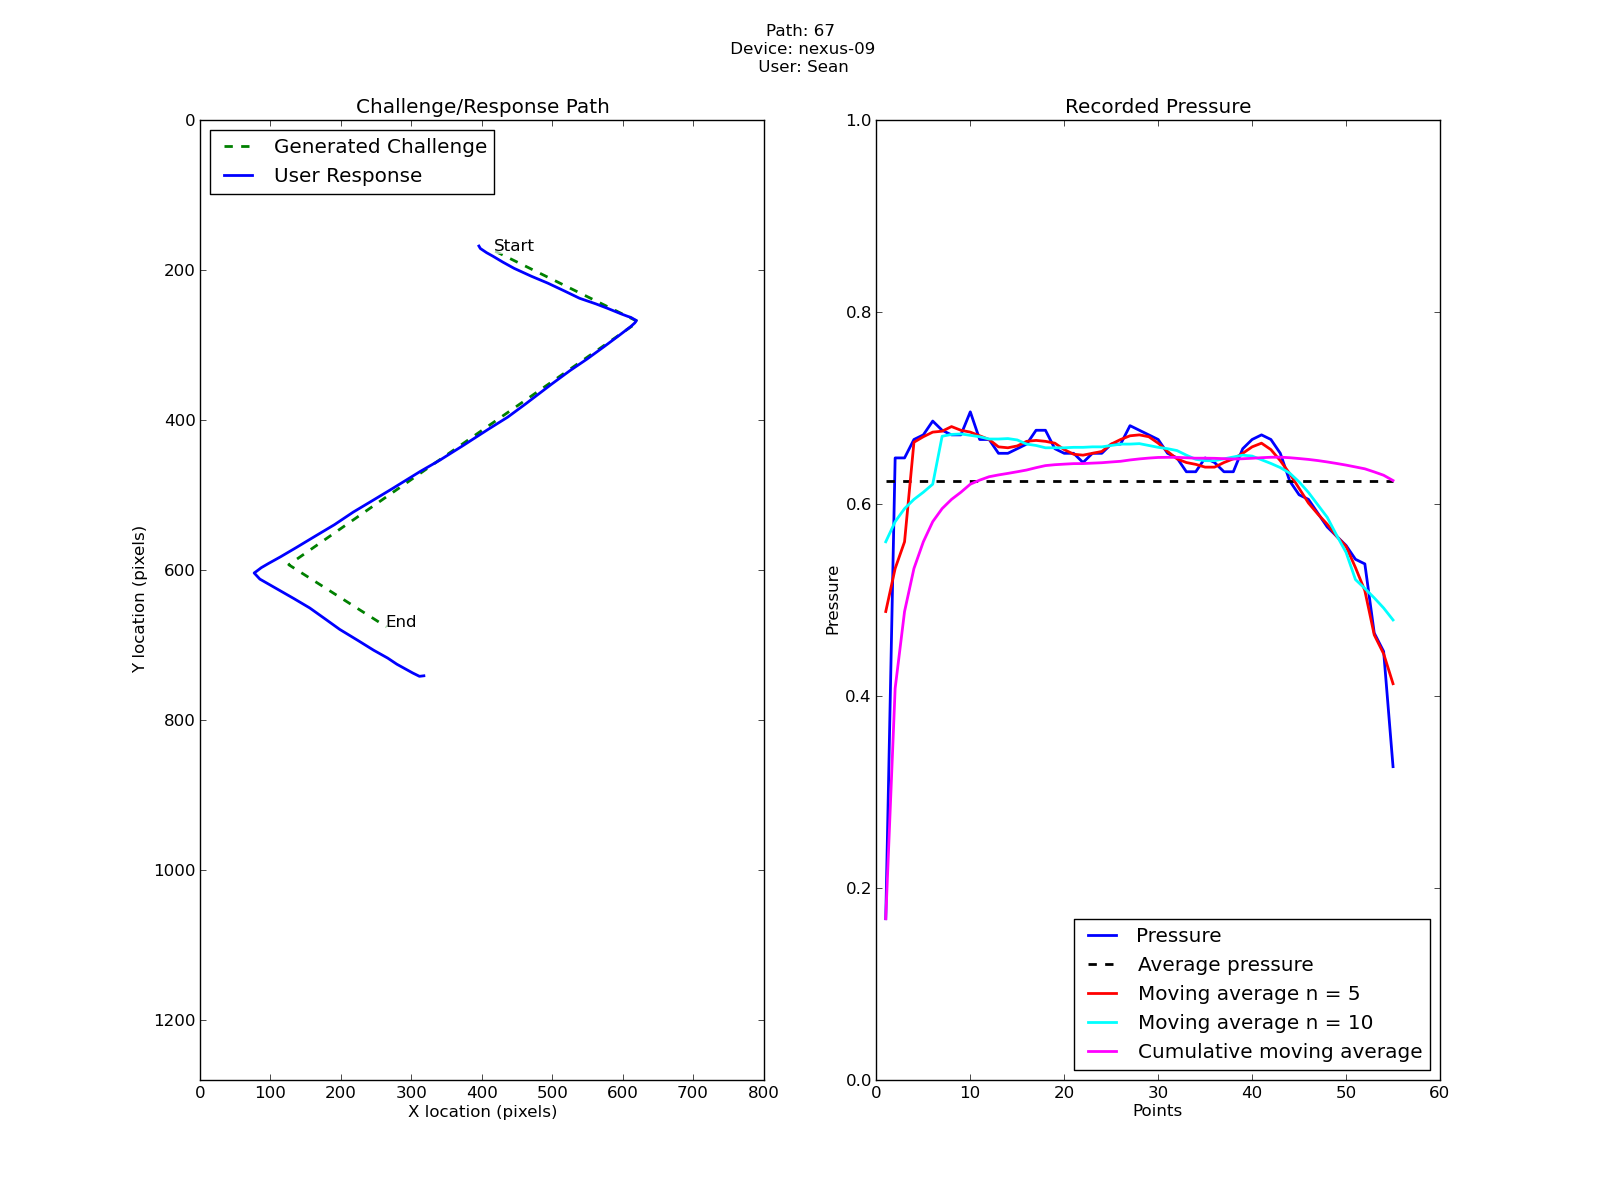 Path: 67
Device: nexus-09
User: Sean
Challenge/Response Path
Generated Challenge
User Response
Start
End
0
200
400
600
800
1000
1200
Y location (pixels)
0 100 200 300 400 500 600 700 800
X location (pixels)
Recorded Pressure
1.0
0.8
0.6
0.4
0.2
0.0
Pressure
Pressure
Average pressure
Moving average n = 5
Moving average n = 10
Cumulative moving average
0 10 20 30 40 50 60
Points